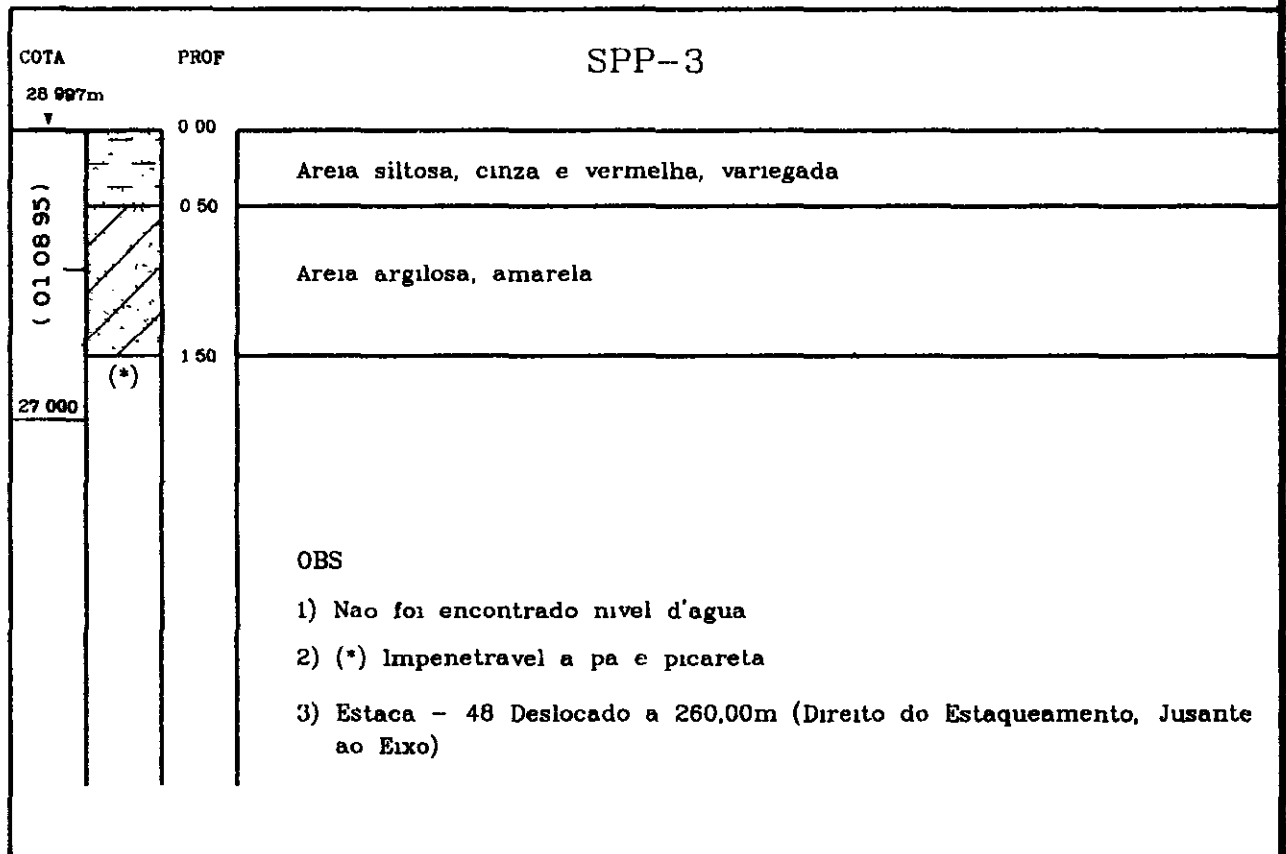 COTA PROF SPP-3
28 997m
0 00
Areia siltosa, cinza e vermelha, variegada
0 50
(01 08 95)
Areia argilosa, amarela
1 50
(*)
27 000
OBS
1) Nao foi encontrado nivel d'agua
2) (*) Impenetravel a pa e picareta
3) Estaca - 48 Deslocado a 260,00m (Direito do Estaqueamento, Jusante
ao Eixo)